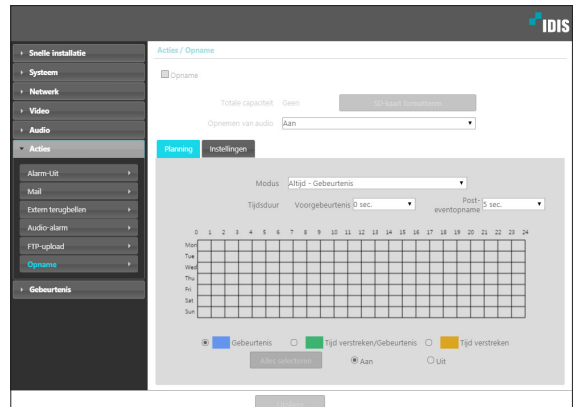 IDIS
Snelle installatie
Systeem
Netwerk
Video
Audio
Acties
Alarm-Uit
Mail
Extern terugbellen
Audio-alarm
FTP-upload
Opname
Gebeurtenis
Acties / Opname
Opname
Totale capaciteit Geen SD-kaart formatteren
Opnemen van audio Aan
Planning Instellingen
Modus Altijd - Gebeurtenis
Tijdsduur Voorgebeurtenis 0 sec. Post-eventopname 5 sec.
0 1 2 3 4 5 6 7 8 9 10 11 12 13 14 15 16 17 18 19 20 21 22 23 24
Mon
Tue
Wed
Thu
Fri
Sat
Sun
Gebeurtenis Tijd verstreken/Gebeurtenis Tijd verstreken
Alles selecteren Aan Uit
Opslaan